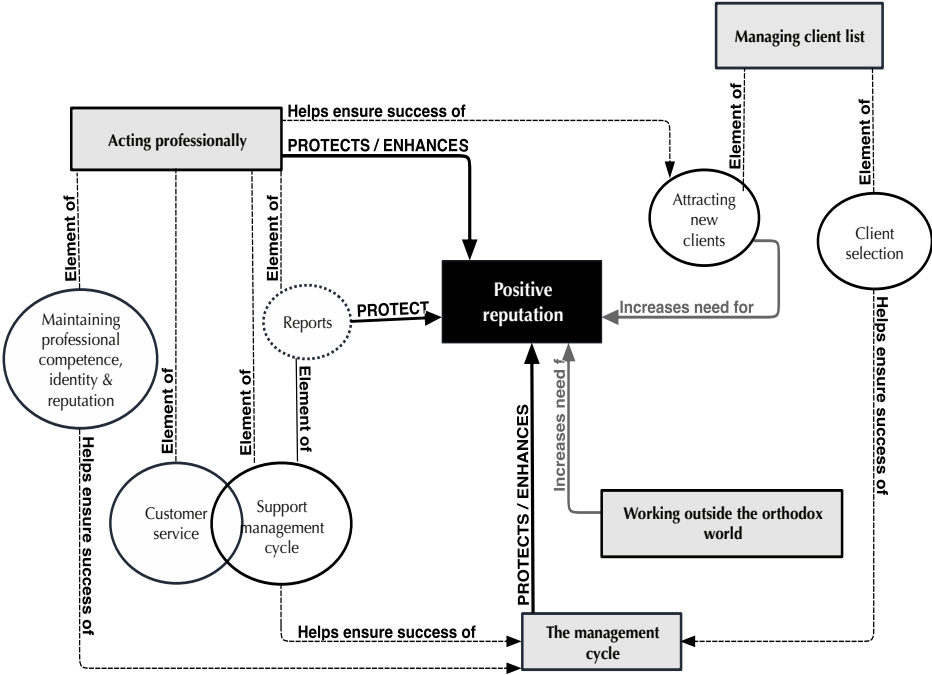 Managing client list
Helps ensure success of
Acting professionally
PROTECTS / ENHANCES
Element of
Element of
Attracting
new
clients
Client
selection
Element of
Element of
Positive
reputation
Increases need for
Maintaining
professional
competence,
identity &
reputation
Reports
PROTECT
Element of
Element of
Element of
Helps ensure success of
PROTECTS / ENHANCES
Increases need f
Helps ensure success of
Customer
service
Support
management
cycle
Working outside the orthodox
world
Helps ensure success of
The management
cycle